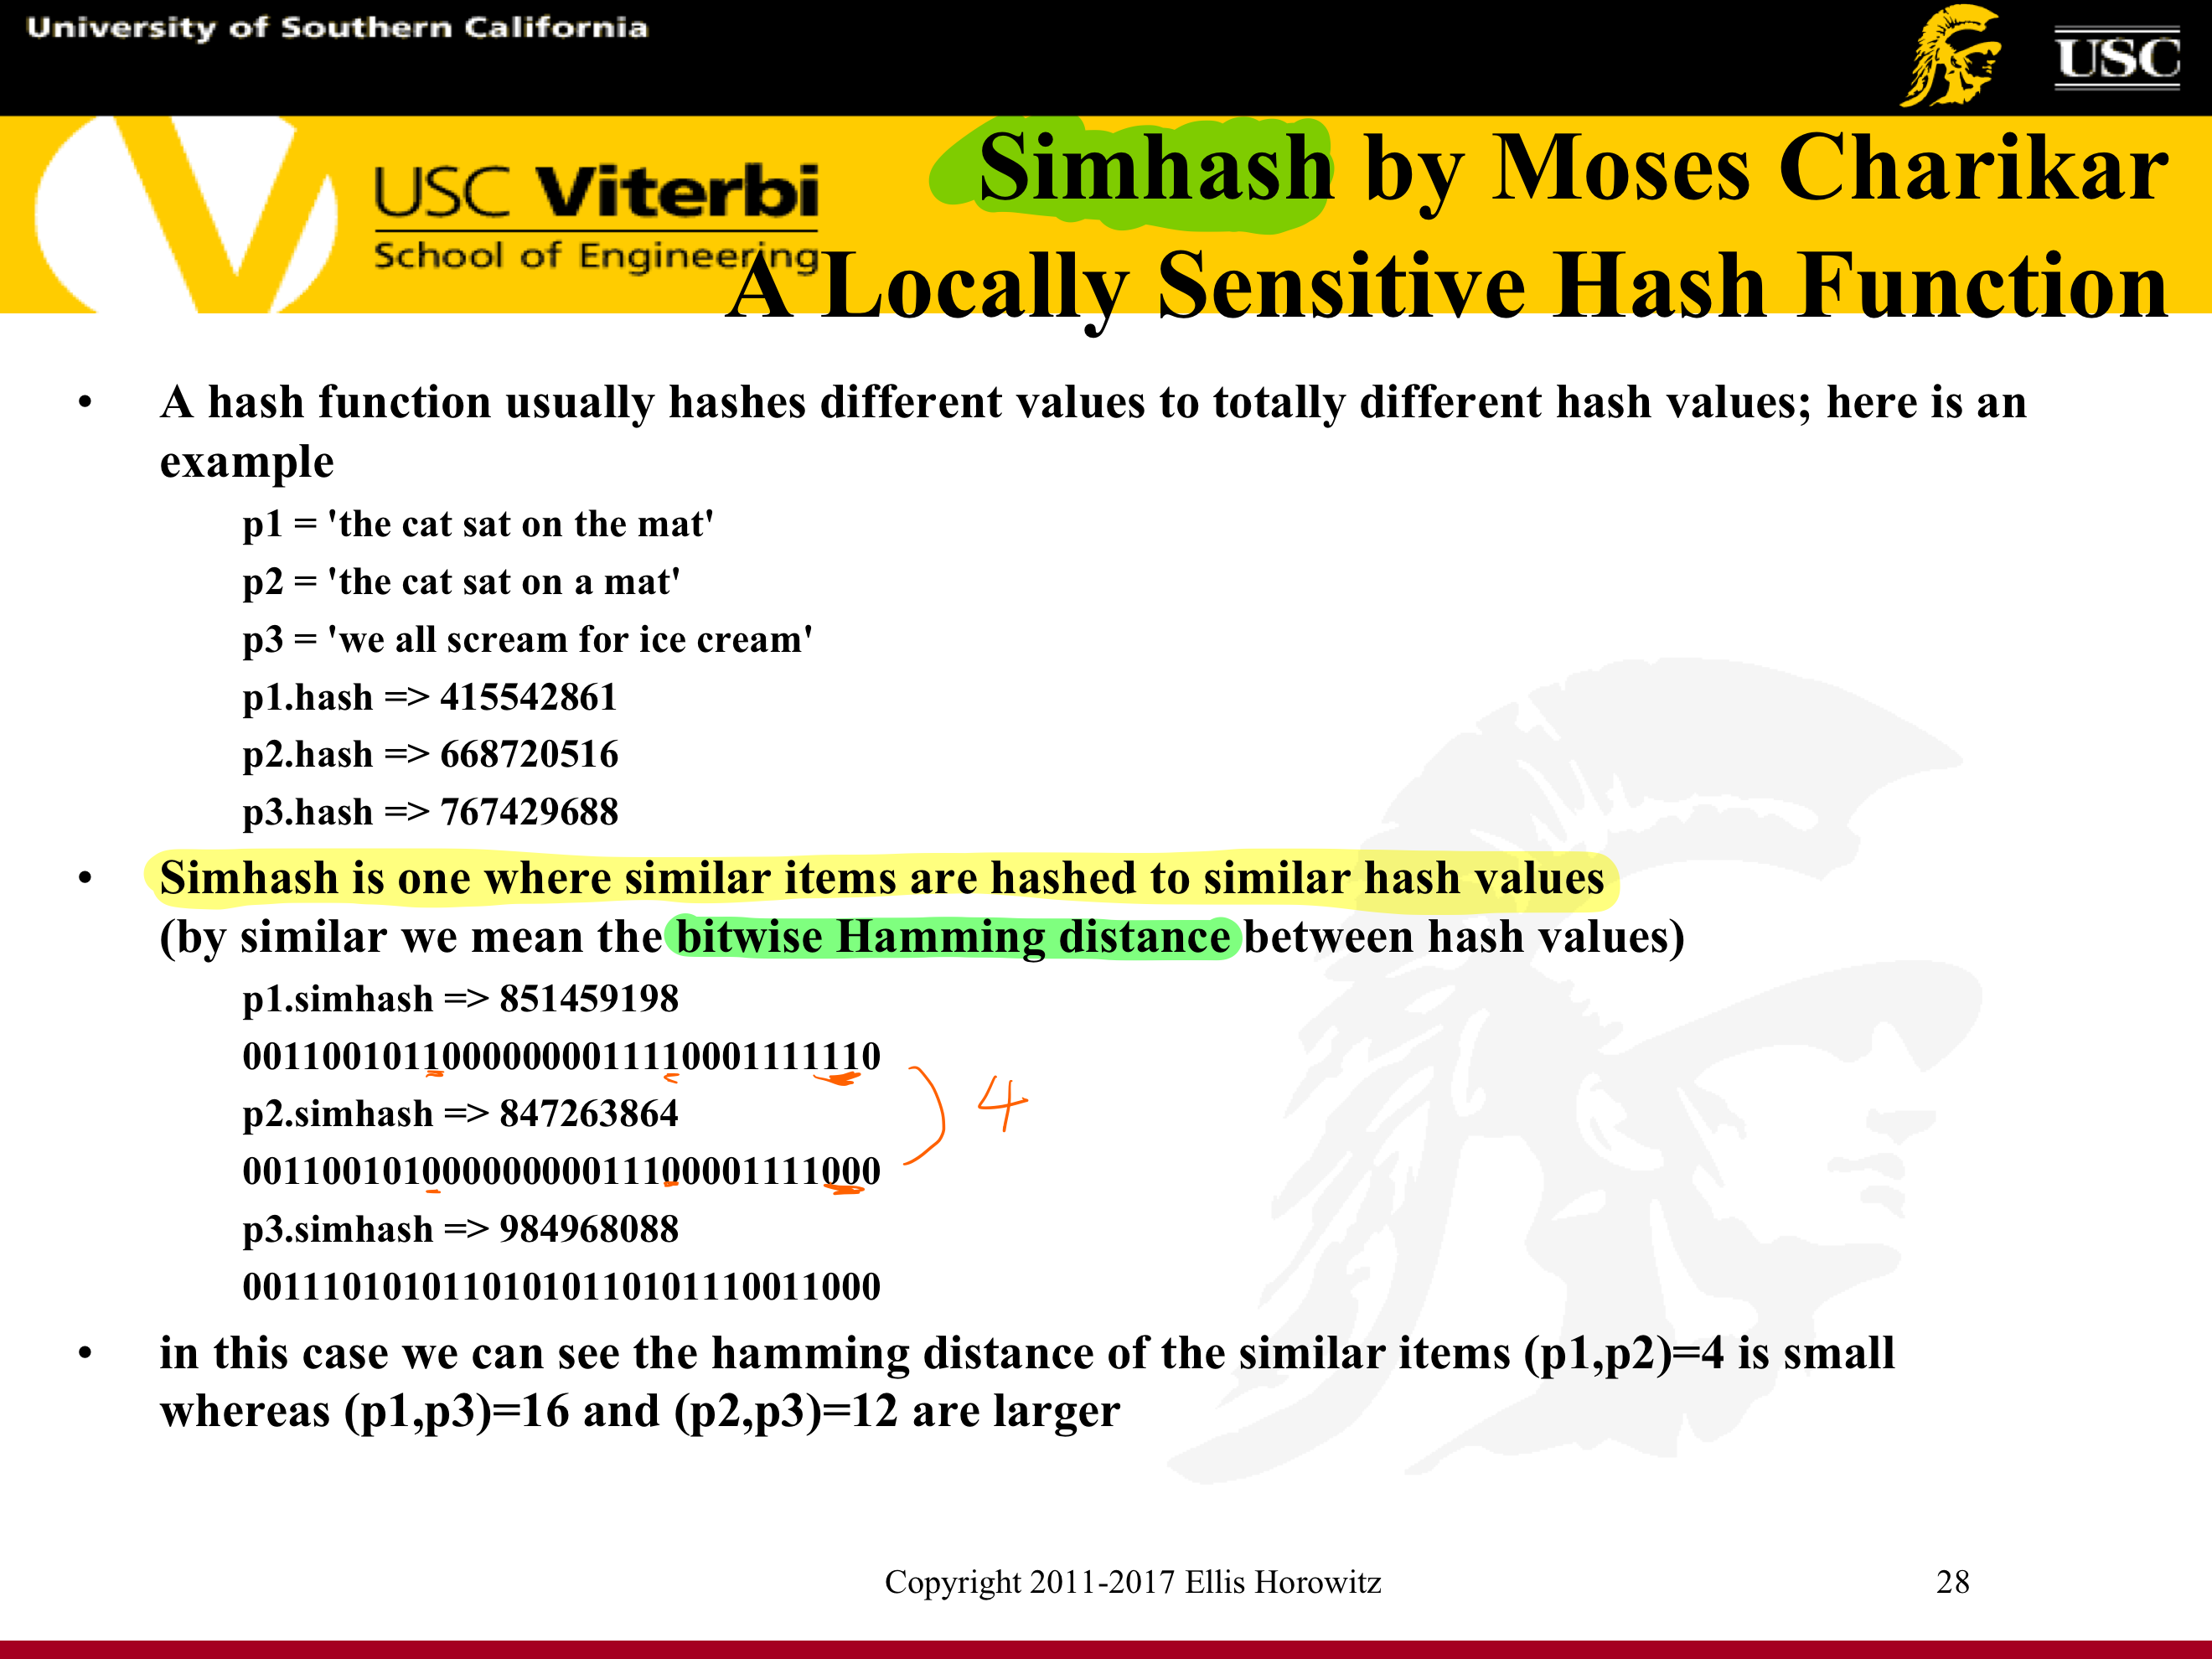 University of Southern California
USC
USC Viterbi
School of Engineering
Simhash by Moses Charikar
A Locally Sensitive Hash Function
• A hash function usually hashes different values to totally different hash values; here is an
example
p1 = 'the cat sat on the mat'
p2 = 'the cat sat on a mat'
p3 = 'we all scream for ice cream'
p1.hash => 415542861
p2.hash => 668720516
p3.hash => 767429688
• Simhash is one where similar items are hashed to similar hash values
(by similar we mean the bitwise Hamming distance between hash values)
p1.simhash => 851459198
00110010110000000011110001111110
4
p2.simhash => 847263864
00110010100000000011100001111000
p3.simhash => 984968088
00111010101101010110101110011000
• in this case we can see the hamming distance of the similar items (p1,p2)=4 is small
whereas (p1,p3)=16 and (p2,p3)=12 are larger
Copyright 2011-2017 Ellis Horowitz
28